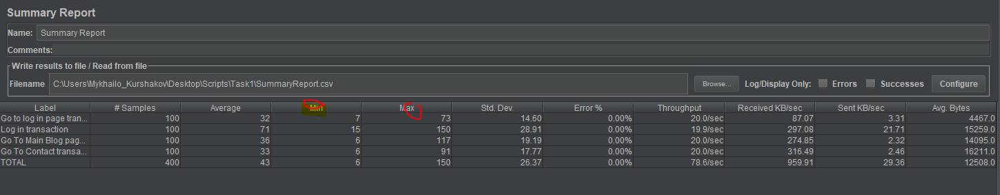 Summary Report
Name: Summary Report
Comments:
Write results to file / Read from file
Filename C:\Users\Mykhailo_Kurshakov\Desktop\Scripts\Task1\SummaryReport.csv Browse... Log/Display Only: Errors Successes Configure
Label # Samples Average Min Max Std. Dev. Error % Throughput Received KB/sec Sent KB/sec Avg. Bytes
Go to log in page tran... 100 32 7 73 14.60 0.00% 20.0/sec 87.07 3.31 4467.0
Log in transaction 100 71 15 150 28.91 0.00% 19.9/sec 297.08 21.71 15259.0
Go To Main Blog pag... 100 36 6 117 19.19 0.00% 20.0/sec 274.85 2.32 14095.0
Go To Contact transa... 100 33 6 91 17.77 0.00% 20.0/sec 316.49 2.46 16211.0
TOTAL 400 43 6 150 26.37 0.00% 78.6/sec 959.91 29.36 12508.0